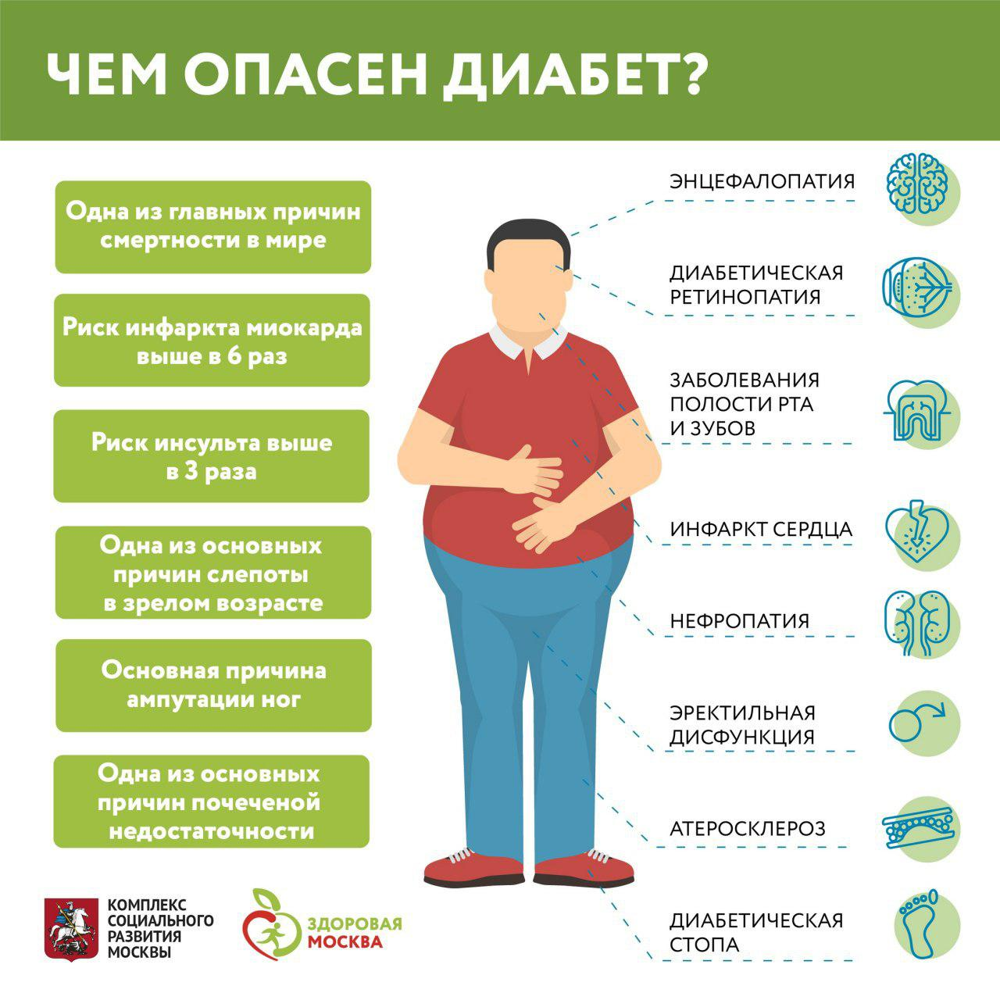 ЧЕМ ОПАСЕН ДИАБЕТ?
Одна из главных причин
смертности в мире
Риск инфаркта миокарда
выше в 6 раз
Риск инсульта выше
в 3 раза
Одна из основных
причин слепоты
в зрелом возрасте
Основная причина
ампутации ног
Одна из основных
причин почеченой
недостаточности
ЭНЦЕФАЛОПАТИЯ
ДИАБЕТИЧЕСКАЯ
РЕТИНОПАТИЯ
ЗАБОЛЕВАНИЯ
ПОЛОСТИ РТА
И ЗУБОВ
ИНФАРКТ СЕРДЦА
НЕФРОПАТИЯ
ЭРЕКТИЛЬНАЯ
ДИСФУНКЦИЯ
АТЕРОСКЛЕРОЗ
ДИАБЕТИЧЕСКАЯ
СТОПА
КОМПЛЕКС
СОЦИАЛЬНОГО
РАЗВИТИЯ
МОСКВЫ
ЗДОРОВАЯ
МОСКВА